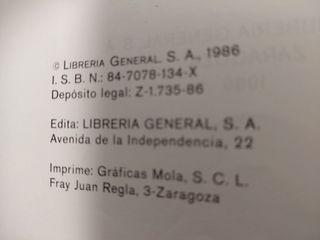 © LIBRERIA GENERAL, S. A., 1986
I. S. B. N.: 84-7078-134-X
Depósito legal: Z-1.735-86
Edita: LIBRERIA GENERAL, S. A.
Avenida de la Independencia, 22
Imprime: Gráficas Mola, S. C. L.
Fray Juan Regla, 3-Zaragoza